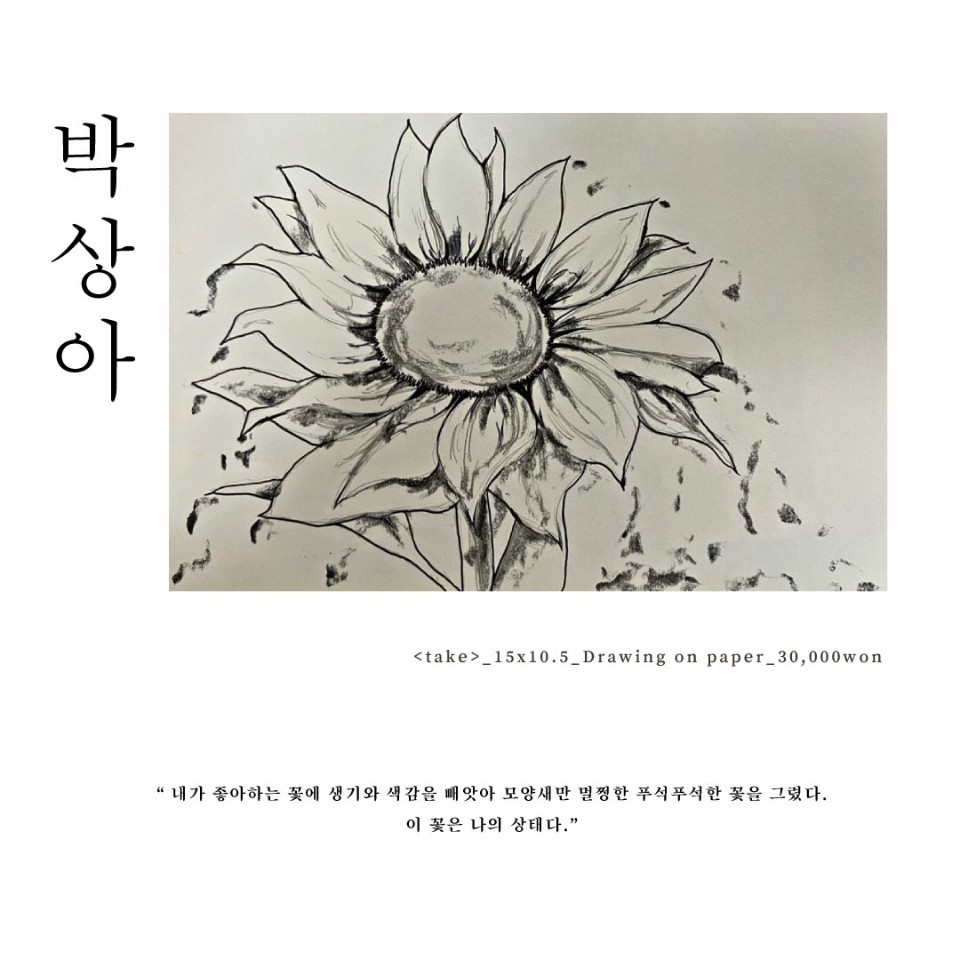 박상아
<take>_15x10.5_Drawing on paper_30,000won
“ 내가 좋아하는 꽃에 생기와 색감을 빼앗아 모양새만 멀쩡한 푸석푸석한 꽃을 그렸다.
이 꽃은 나의 상태다.”